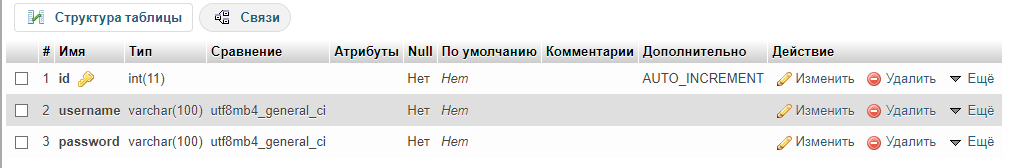 Структура таблицы Связи
# Имя Тип Сравнение Атрибуты Null По умолчанию Комментарии Дополнительно Действие
1 id int(11) Нет Нет AUTO_INCREMENT Изменить Удалить Ещё
2 username varchar(100) utf8mb4_general_ci Нет Нет Изменить Удалить Ещё
3 password varchar(100) utf8mb4_general_ci Нет Нет Изменить Удалить Ещё